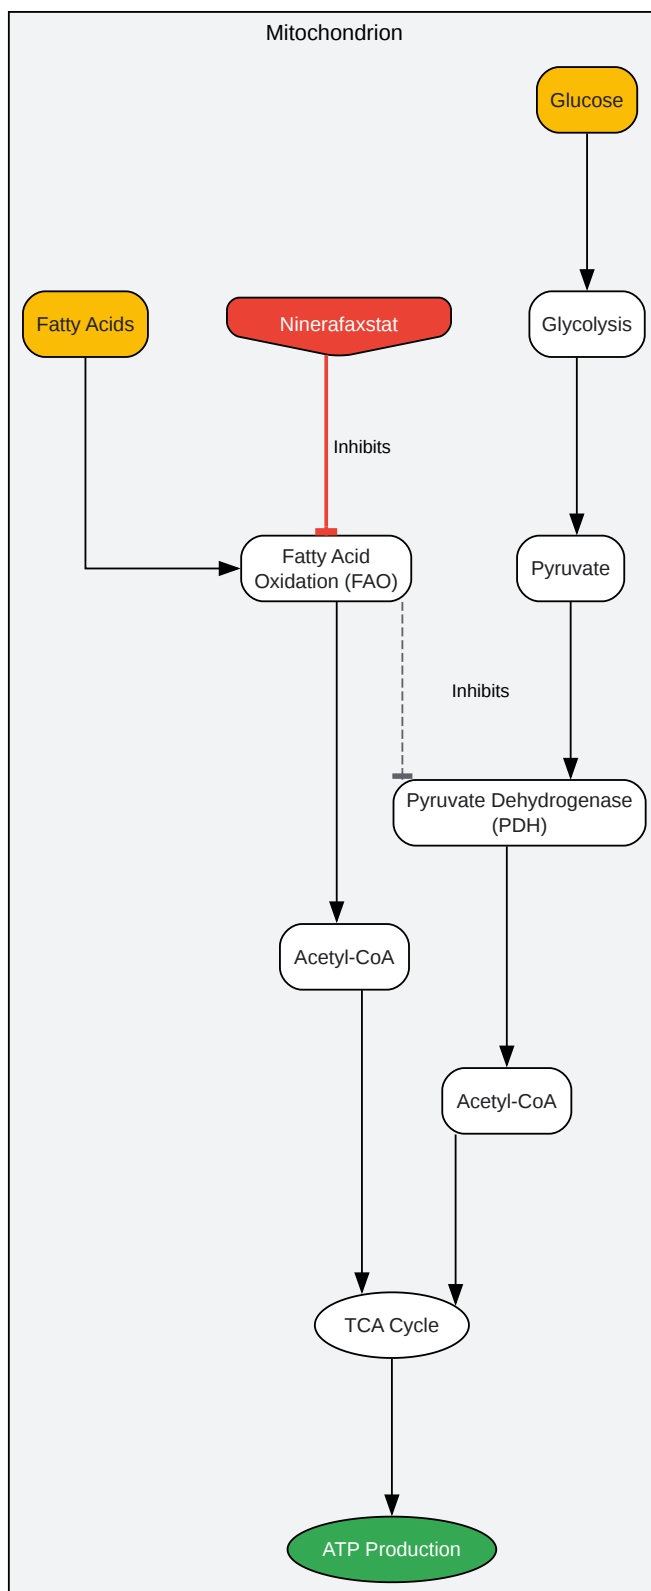 Mitochondrion
Glucose
Fatty Acids
Ninerafaxstat
Glycolysis
Inhibits
Fatty Acid
Oxidation (FAO)
Pyruvate
Inhibits
Pyruvate Dehydrogenase
(PDH)
Acetyl-CoA
Acetyl-CoA
TCA Cycle
ATP Production